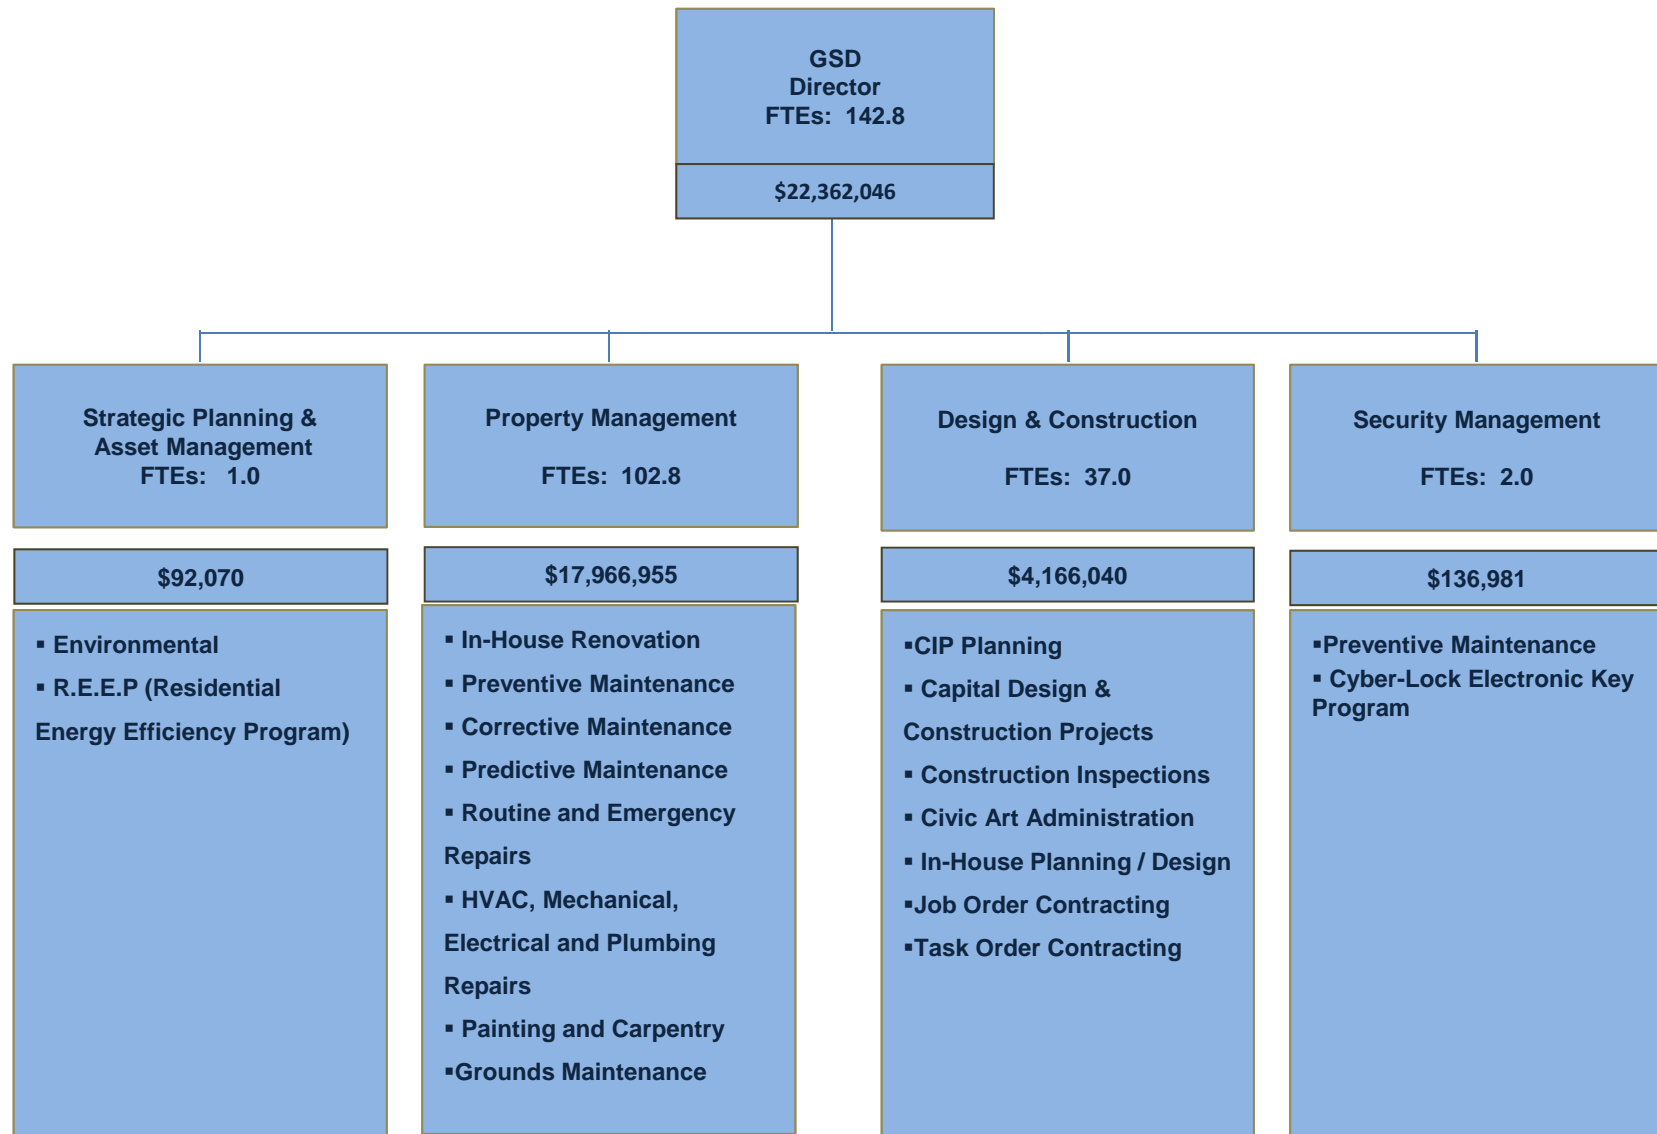 GSD
Director
FTEs: 142.8
$22,362,046
Strategic Planning &
Asset Management
FTEs: 1.0
$92,070
▪ Environmental
▪ R.E.E.P (Residential
Energy Efficiency Program)
Property Management
FTEs: 102.8
$17,966,955
▪ In-House Renovation
▪ Preventive Maintenance
▪ Corrective Maintenance
▪ Predictive Maintenance
▪ Routine and Emergency
Repairs
▪ HVAC, Mechanical,
Electrical and Plumbing
Repairs
▪ Painting and Carpentry
▪Grounds Maintenance
Design & Construction
FTEs: 37.0
$4,166,040
▪CIP Planning
▪ Capital Design &
Construction Projects
▪ Construction Inspections
▪ Civic Art Administration
▪ In-House Planning / Design
▪Job Order Contracting
▪Task Order Contracting
Security Management
FTEs: 2.0
$136,981
▪Preventive Maintenance
▪ Cyber-Lock Electronic Key
Program